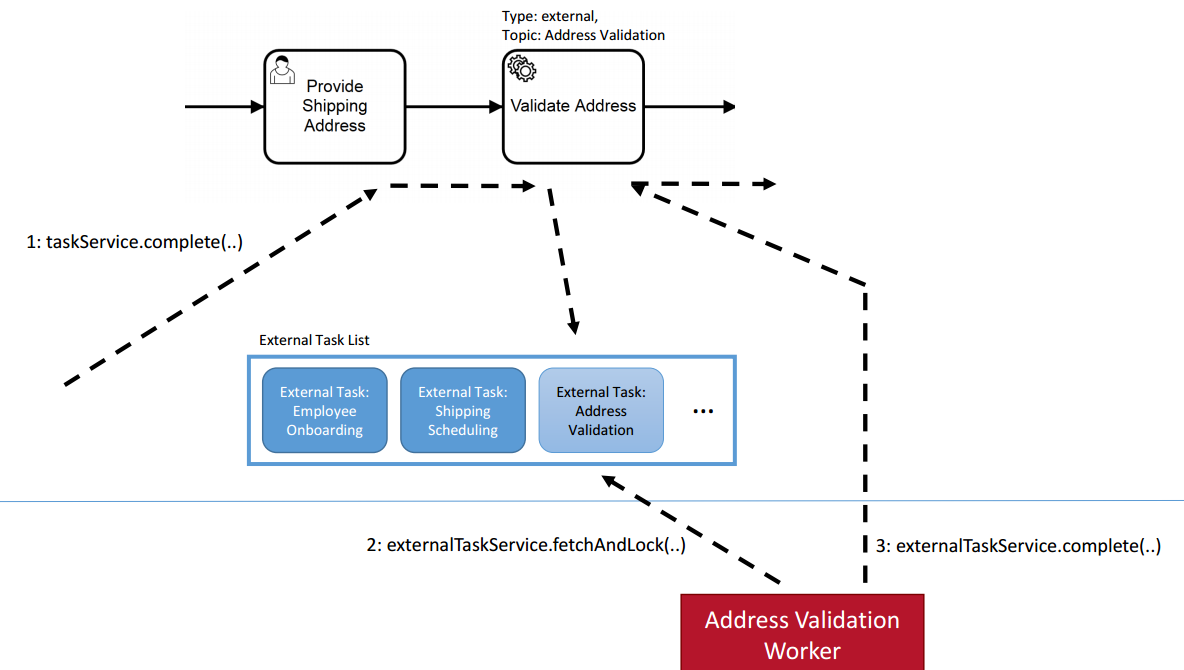 Type: external,
Topic: Address Validation
Provide
Shipping
Address
Validate Address
1: taskService.complete(..)
External Task List
External Task:
Employee
Onboarding
External Task:
Shipping
Scheduling
External Task:
Address
Validation
...
2: externalTaskService.fetchAndLock(..)
3: externalTaskService.complete(..)
Address Validation
Worker